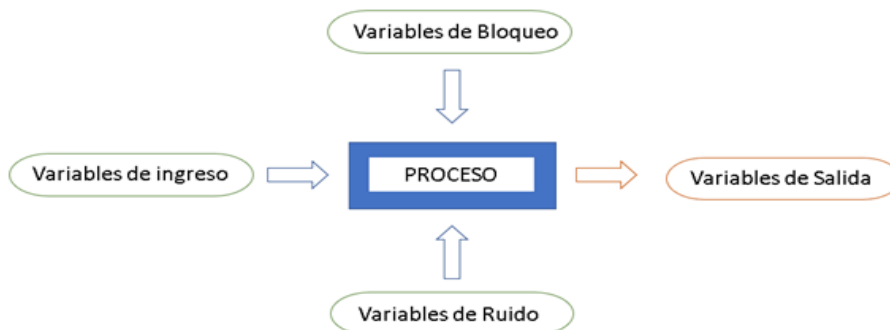 Variables de Bloqueo
Variables de ingreso
PROCESO
Variables de Salida
Variables de Ruido